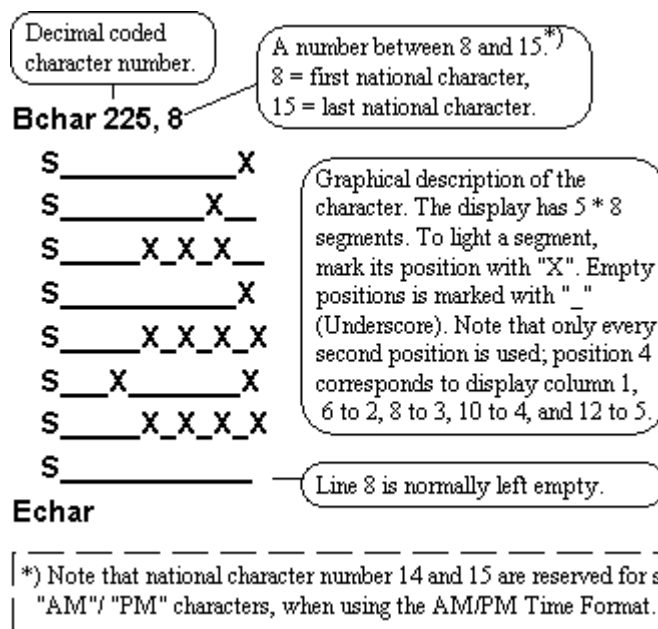 Decimal coded
character number.
A number between 8 and 15.*)
8 = first national character,
15 = last national character.
Bchar 225, 8
S___________X
S_________X__
S_____X_X_X__
S___________X
S_____X_X_X_X
S___X_______X
S_____X_X_X_X
S____________
Echar
Graphical description of the
character. The display has 5 * 8
segments. To light a segment,
mark its position with "X". Empty
positions is marked with "_"
(Underscore). Note that only every
second position is used; position 4
corresponds to display column 1,
6 to 2, 8 to 3, 10 to 4, and 12 to 5.
Line 8 is normally left empty.
*) Note that national character number 14 and 15 are reserved for s
"AM"/ "PM" characters, when using the AM/PM Time Format.